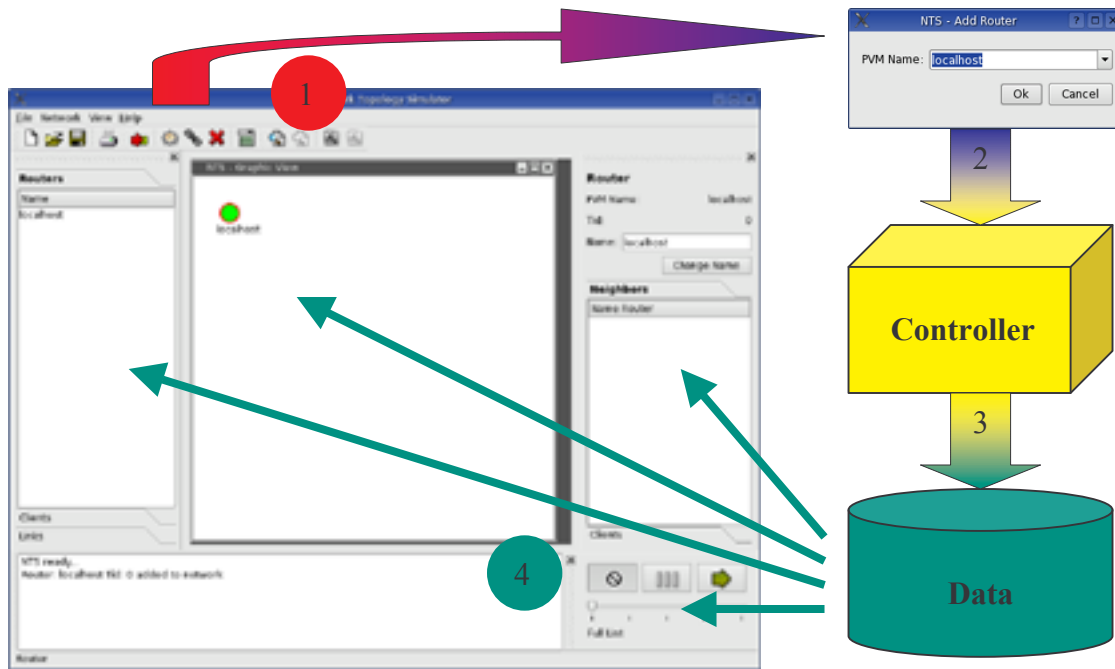 NTS - Add Router
PVM Name: localhost
Ok Cancel
1
Topology Simulator
File Network View Help
2
Routers
Name
localhost
NTS - Graphic View
localhost
Router
PVM Name: localhost
Tid: 0
Name: localhost
Change Name
Neighbors
Name Router
Controller
3
Clients
Links
Clients
NTS ready..
Router: localhost tid: 0 added to network
4
Full List
Data
Router